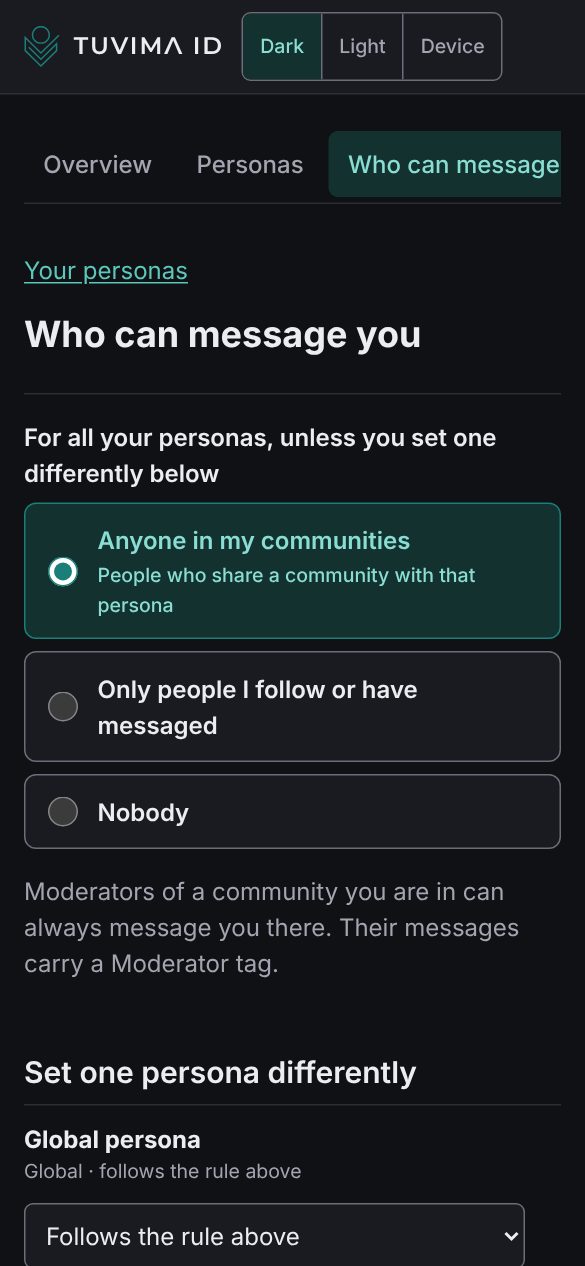 TUVIMA ID
Dark
Light
Device
Overview
Personas
Who can message
Your personas
Who can message you
For all your personas, unless you set one
differently below
Anyone in my communities
People who share a community with that
persona
Only people I follow or have
messaged
Nobody
Moderators of a community you are in can
always message you there. Their messages
carry a Moderator tag.
Set one persona differently
Global persona
Global · follows the rule above
Follows the rule above